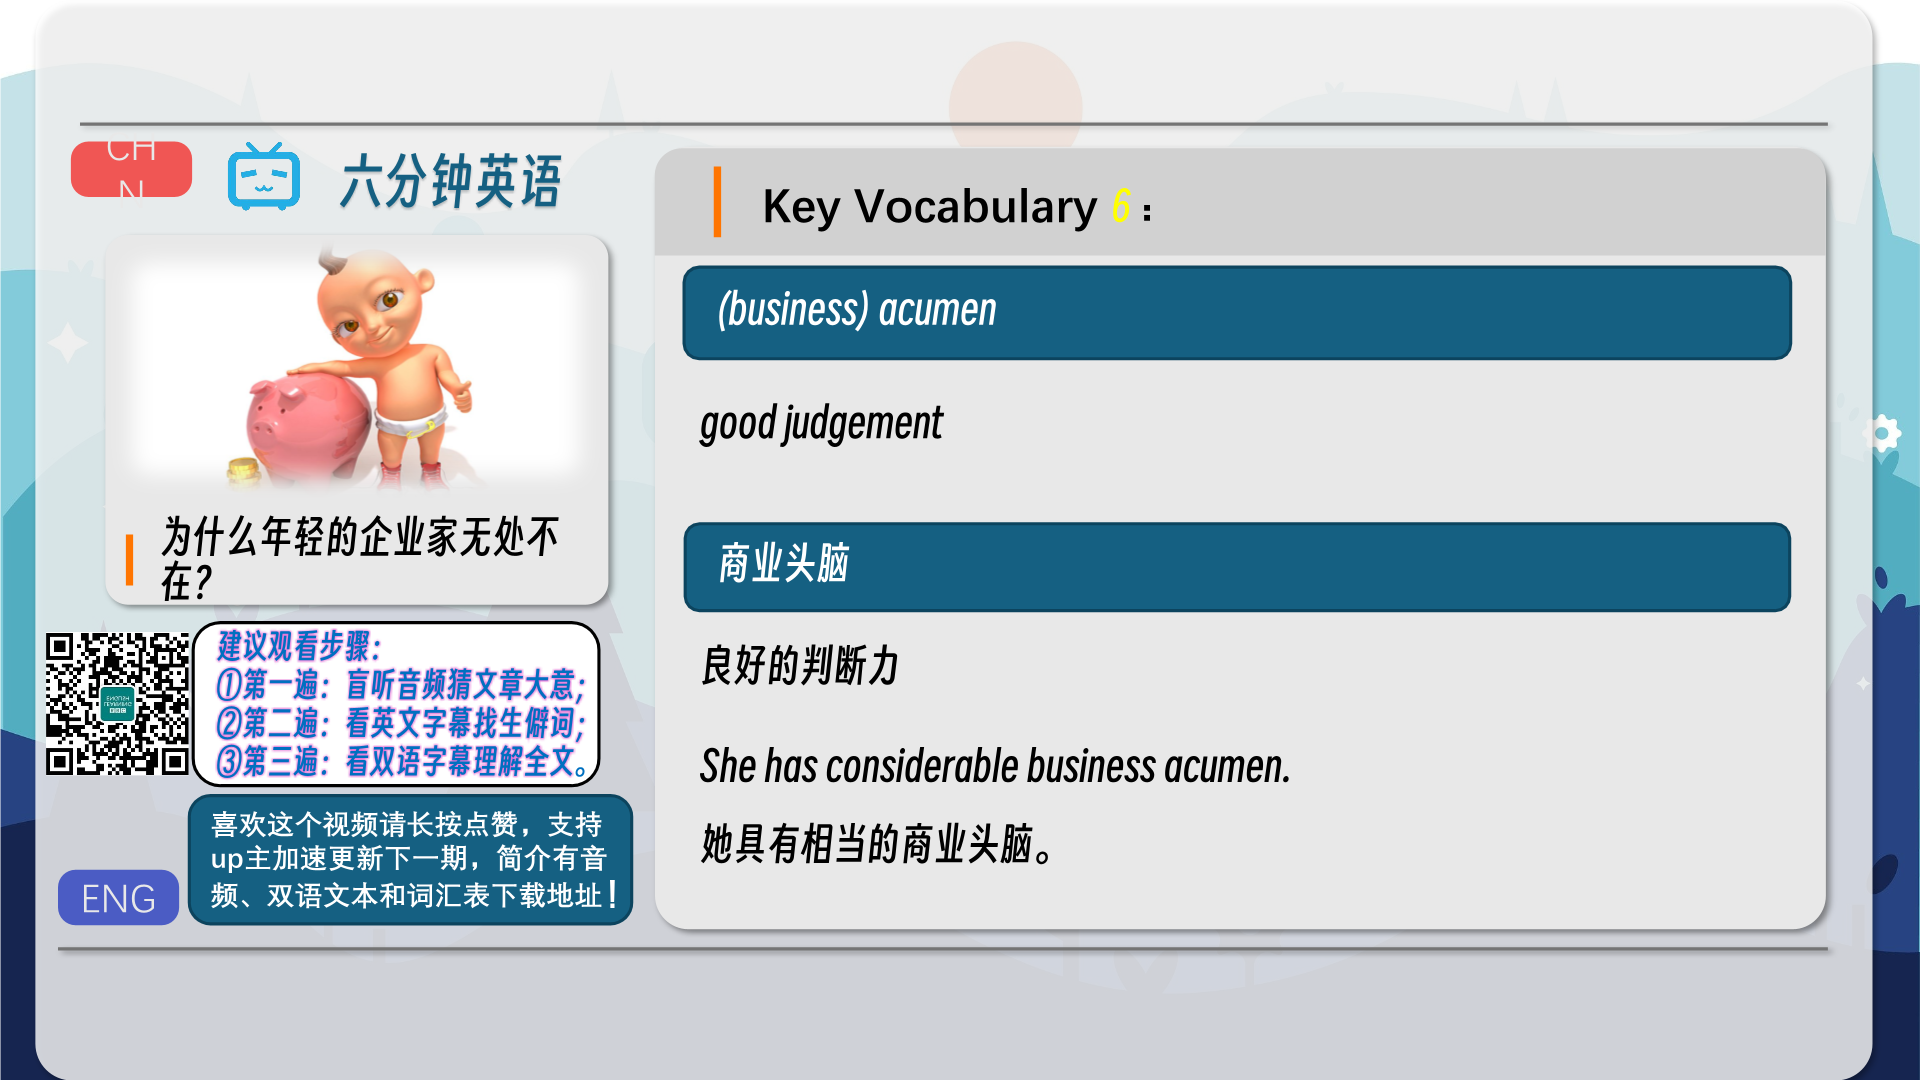 CH
N
六分钟英语
为什么年轻的企业家无处不
在？
建议观看步骤：
①第一遍：盲听音频猜文章大意；
②第二遍：看英文字幕找生僻词；
③第三遍：看双语字幕理解全文。
喜欢这个视频请长按点赞，支持
up主加速更新下一期，简介有音
频、双语文本和词汇表下载地址！
ENG
Key Vocabulary 6：
(business) acumen
good judgement
商业头脑
良好的判断力
She has considerable business acumen.
她具有相当的商业头脑。